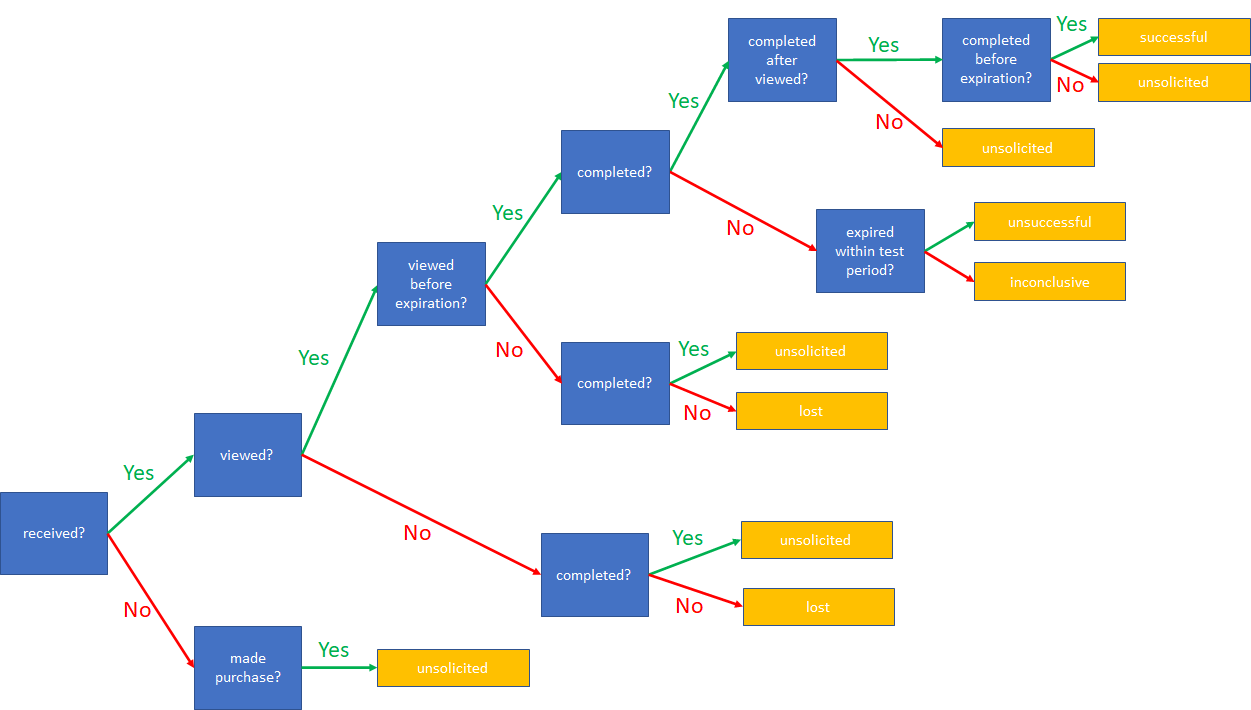 completed
after
viewed?
Yes
completed
before
expiration?
Yes
successful
No
unsolicited
No
unsolicited
Yes
completed?
No
expired
within test
period?
unsuccessful
inconclusive
Yes
viewed
before
expiration?
No
completed?
Yes
unsolicited
No
lost
Yes
viewed?
No
completed?
Yes
unsolicited
No
lost
Yes
received?
No
made
purchase?
Yes
unsolicited